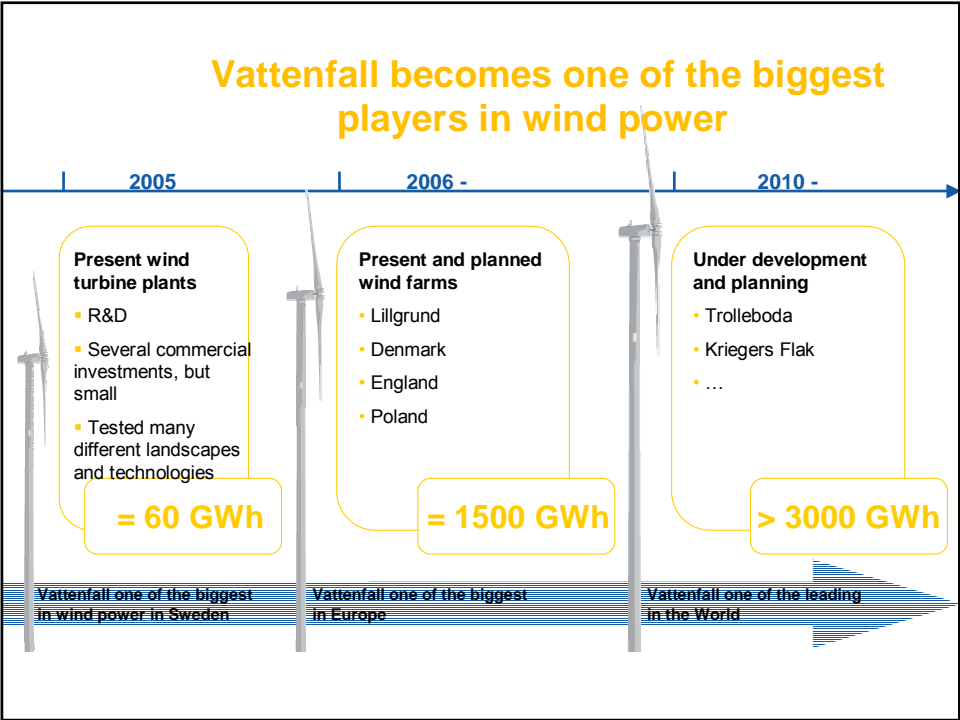 Vattenfall becomes one of the biggest
players in wind power
2005
2006 -
2010 -
Present wind
turbine plants
▪ R&D
▪ Several commercial
investments, but
small
▪ Tested many
different landscapes
and technologies
= 60 GWh
Present and planned
wind farms
• Lillgrund
• Denmark
• England
• Poland
= 1500 GWh
Under development
and planning
• Trolleboda
• Kriegers Flak
• …
> 3000 GWh
Vattenfall one of the biggest
in wind power in Sweden
Vattenfall one of the biggest
in Europe
Vattenfall one of the leading
in the World